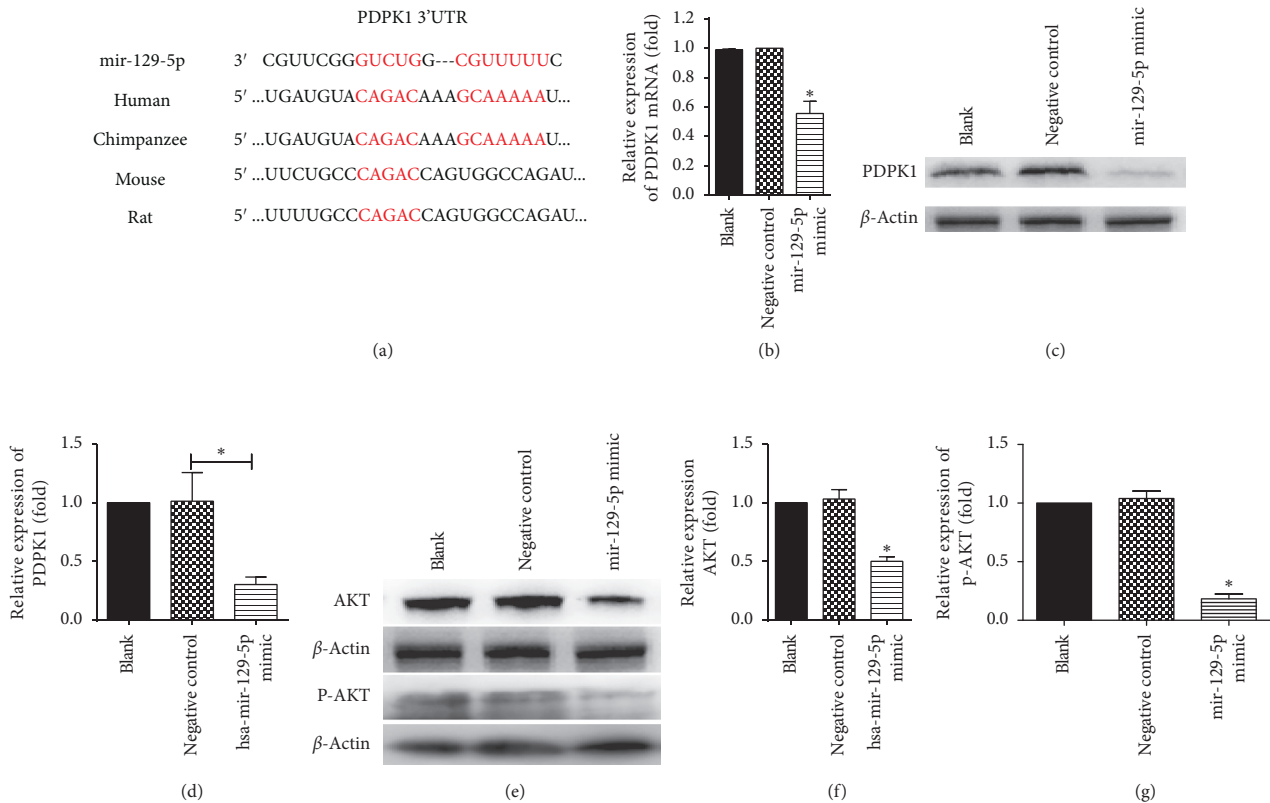 PDPK1 3′UTR
mir-129-5p 3′ CGUUCGGGUCUGG---CGUUUUUC
Human 5′ ...UGAUGUACAGACAAAGCAAAAAU...
Chimpanzee 5′ ...UGAUGUACAGACAAAGCAAAAAU...
Mouse 5′ ...UUCUGCCCAGACCAGUGGCCAGAU...
Rat 5′ ...UUUUGCCCAGACCAGUGGCCAGAU...
(a)
Relative expression
of PDPK1 mRNA (fold)
1.2
1.0
0.8
0.6
0.4
0.2
0.0
*
Blank
Negative control
mir-129-5p
mimic
(b)
Blank
Negative control
mir-129-5p mimic
PDPK1
β-Actin
(c)
Relative expression of
PDPK1 (fold)
1.5
1.0
0.5
0.0
*
Blank
Negative control
hsa-mir-129-5p
mimic
(d)
Blank
Negative control
mir-129-5p mimic
AKT
β-Actin
P-AKT
β-Actin
(e)
Relative expression
AKT (fold)
1.5
1.0
0.5
0.0
*
Blank
Negative control
hsa-mir-129-5p
mimic
(f)
Relative expression of
p-AKT (fold)
1.5
1.0
0.5
0.0
*
Blank
Negative control
mir-129-5p
mimic
(g)